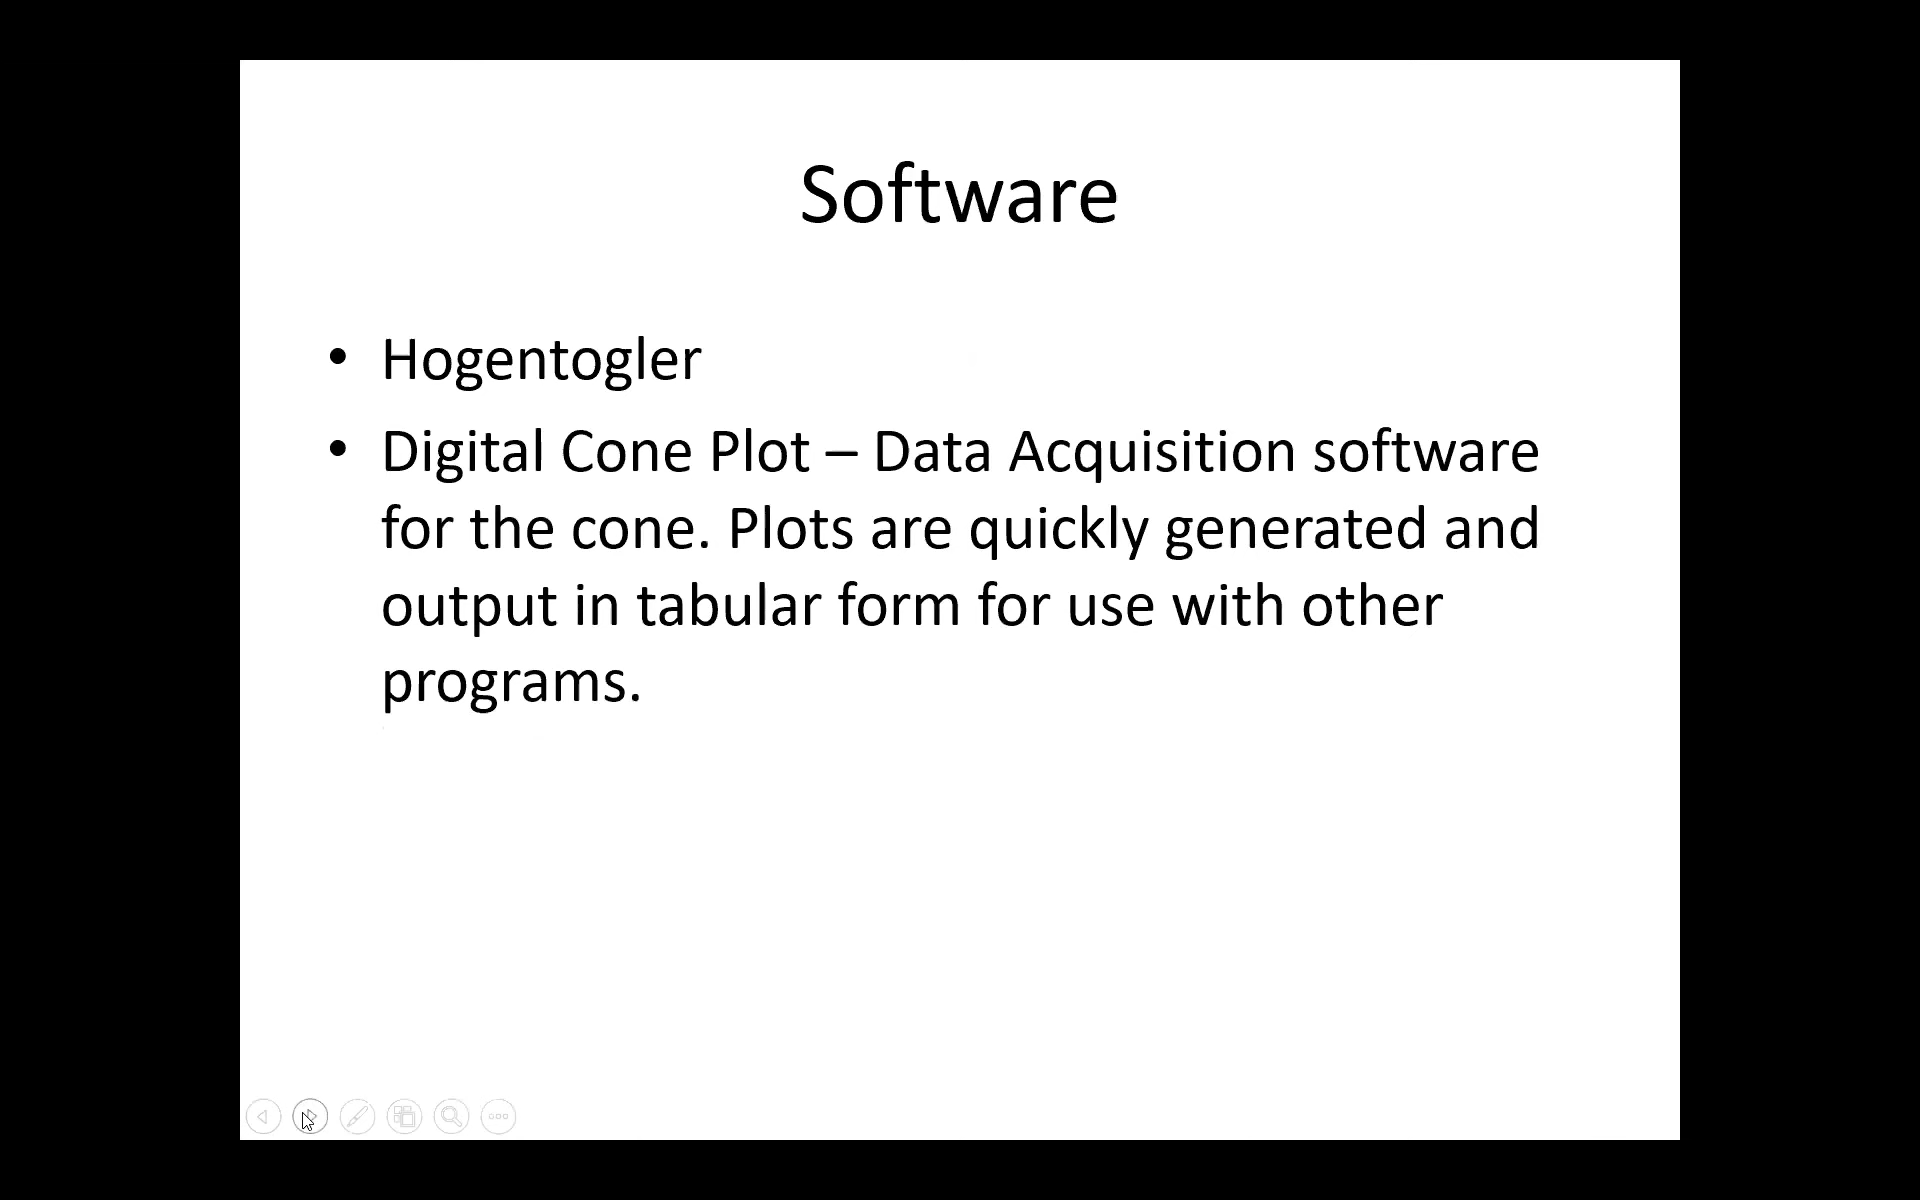 Software
• Hogentogler
• Digital Cone Plot – Data Acquisition software
for the cone. Plots are quickly generated and
output in tabular form for use with other
programs.